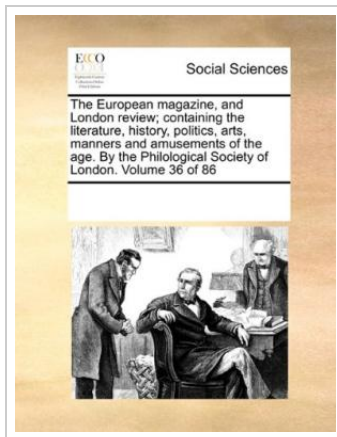 ECCO
Social Sciences
The European magazine, and
London review; containing the
literature, history, politics, arts,
manners and amusements of the
age. By the Philological Society of
London. Volume 36 of 86